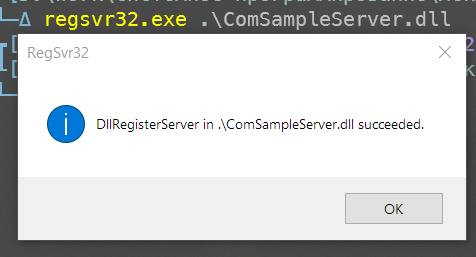 Δ regsvr32.exe .\ComSampleServer.dll
RegSvr32
DllRegisterServer in .\ComSampleServer.dll succeeded.
OK